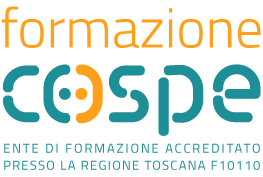 formazione
cospe
ENTE DI FORMAZIONE ACCREDITATO
PRESSO LA REGIONE TOSCANA F10110